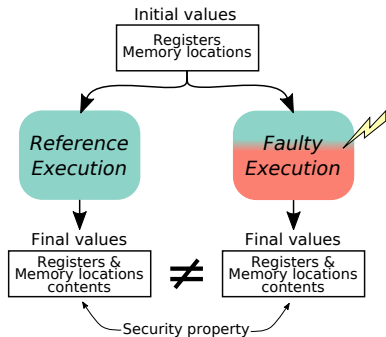 Initial values
Registers
Memory locations
Reference
Execution
Faulty
Execution
Final values
Registers &
Memory locations
contents
≠
Final values
Registers &
Memory locations
contents
Security property